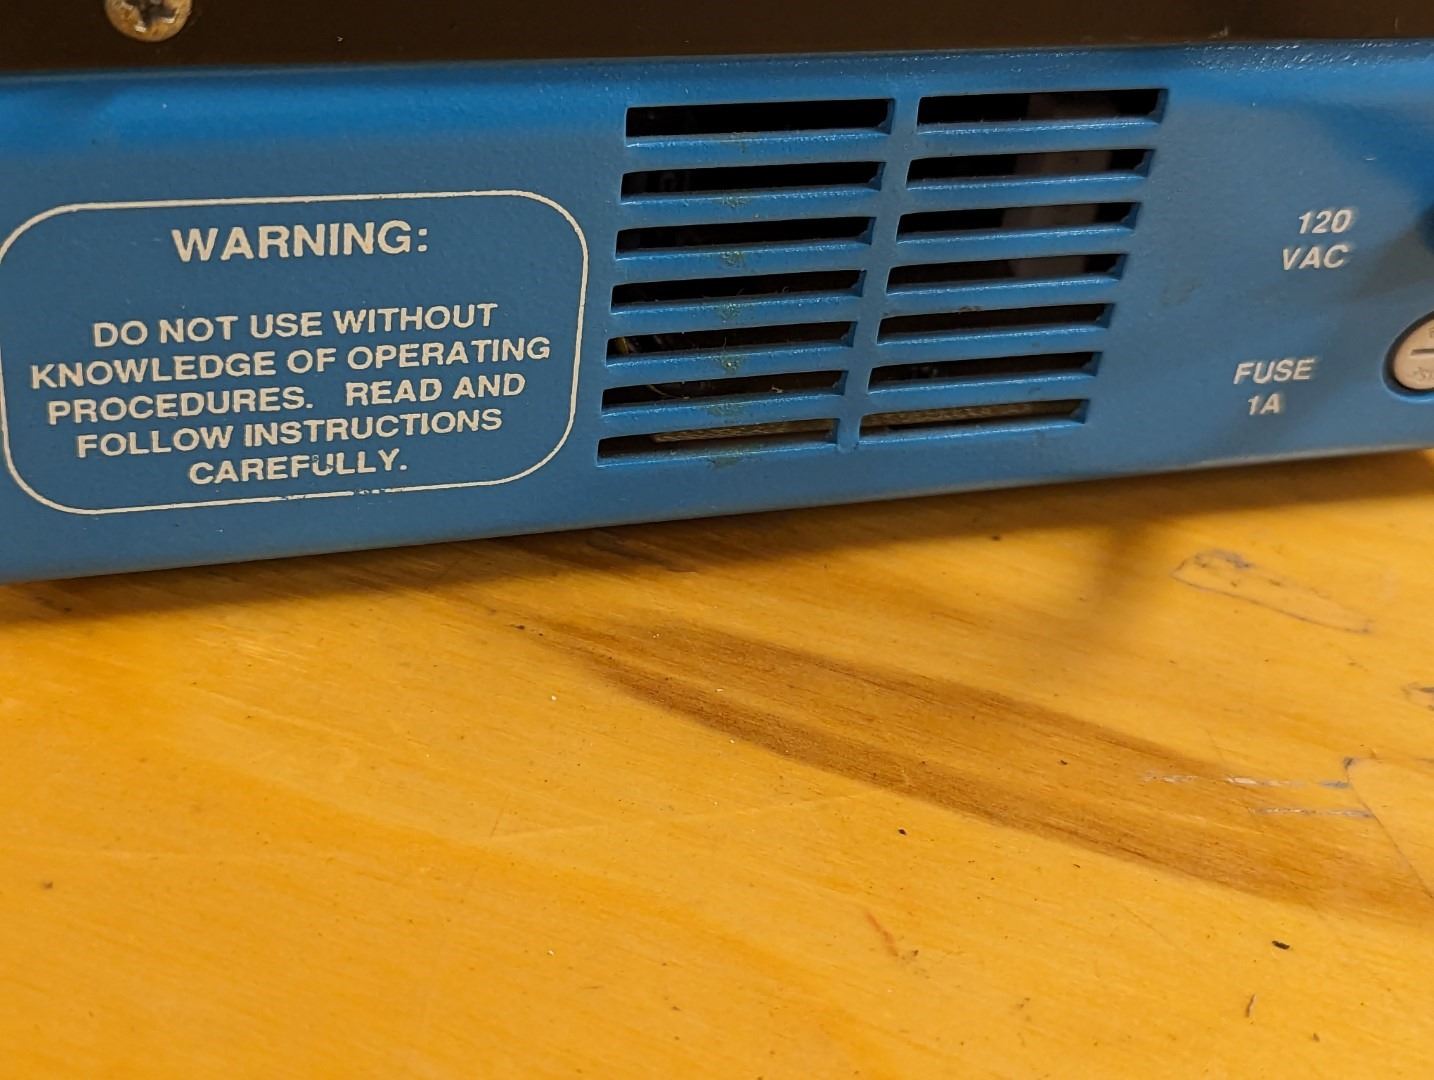 WARNING:
DO NOT USE WITHOUT
KNOWLEDGE OF OPERATING
PROCEDURES. READ AND
FOLLOW INSTRUCTIONS
CAREFULLY.
120
VAC
FUSE
1A